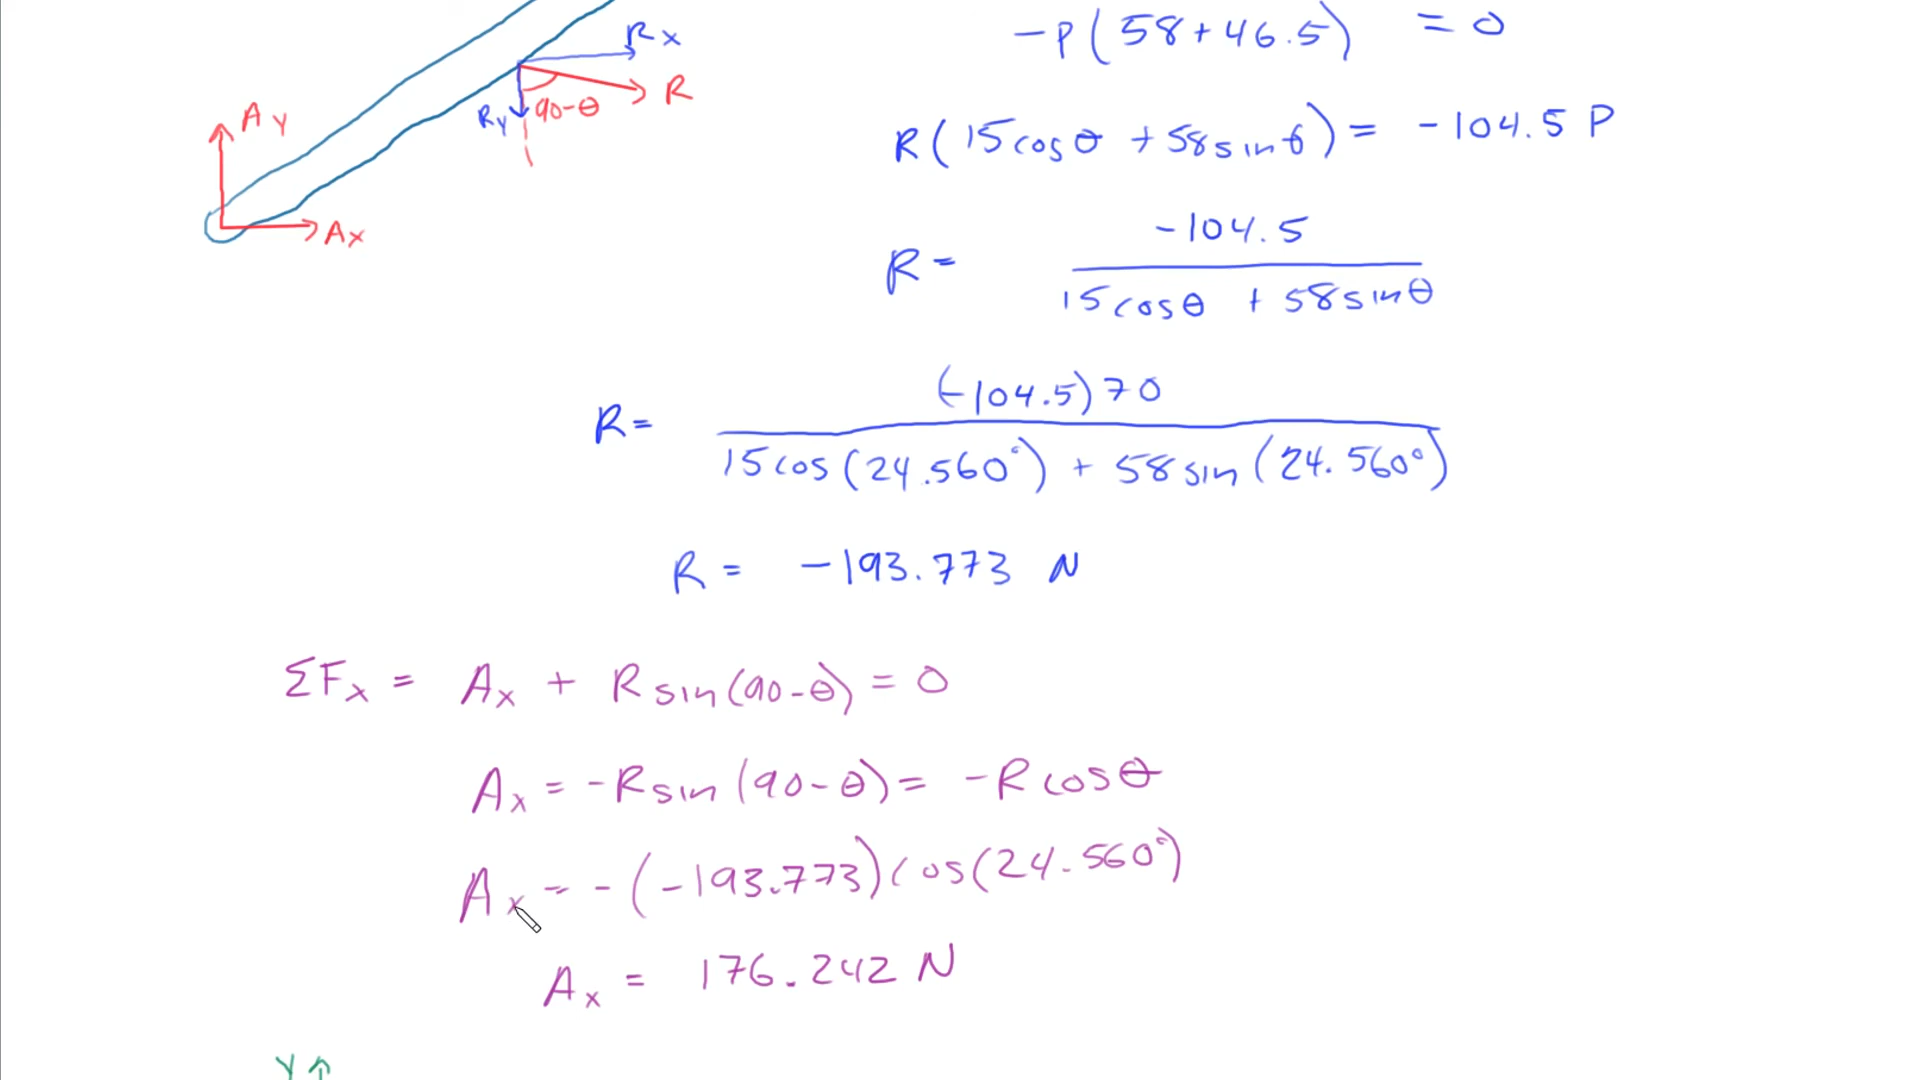 Rx
R
Ry 90-θ
Ay
Ax
-P(58+46.5) = 0
R(15cosθ + 58sinθ) = -104.5 P
R = -104.5 / 15cosθ + 58sinθ
R = (-104.5)70 / 15cos(24.560°) + 58sin(24.560°)
R = -193.773 N
ΣFx = Ax + Rsin(90-θ) = 0
Ax = -Rsin(90-θ) = -Rcosθ
Ax = -(-193.773)cos(24.560°)
Ax = 176.242 N
Y↑